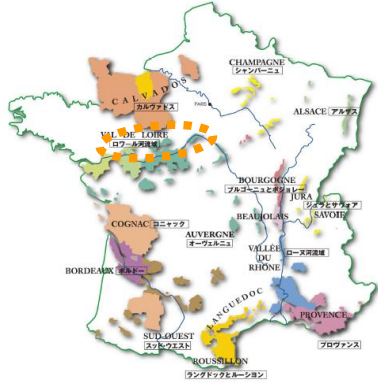 CHAMPAGNE
シャンパーニュ
CALVADOS
カルヴァドス
PARIS
ALSACE アルザス
VAL DE LOIRE
ロワール河流域
BOURGOGNE
ブルゴーニュとボジョレー
JURA
ジュラとサヴォア
SAVOIE
BEAUJOLAIS
COGNAC コニャック
AUVERGNE
オーヴェルニュ
VALLÉE
DU
RHÔNE
ローヌ河流域
BORDEAUX ボルドー
LANGUEDOC
PROVENCE
プロヴァンス
SUD-OUEST
スッド・ウエスト
ROUSSILLON
ラングドックとルーション